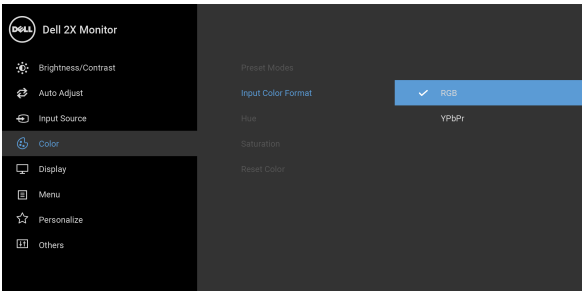 DELL Dell 2X Monitor
Brightness/Contrast
Auto Adjust
Input Source
Color
Display
Menu
Personalize
Others
Preset Modes
Input Color Format
Hue
Saturation
Reset Color
RGB
YPbPr